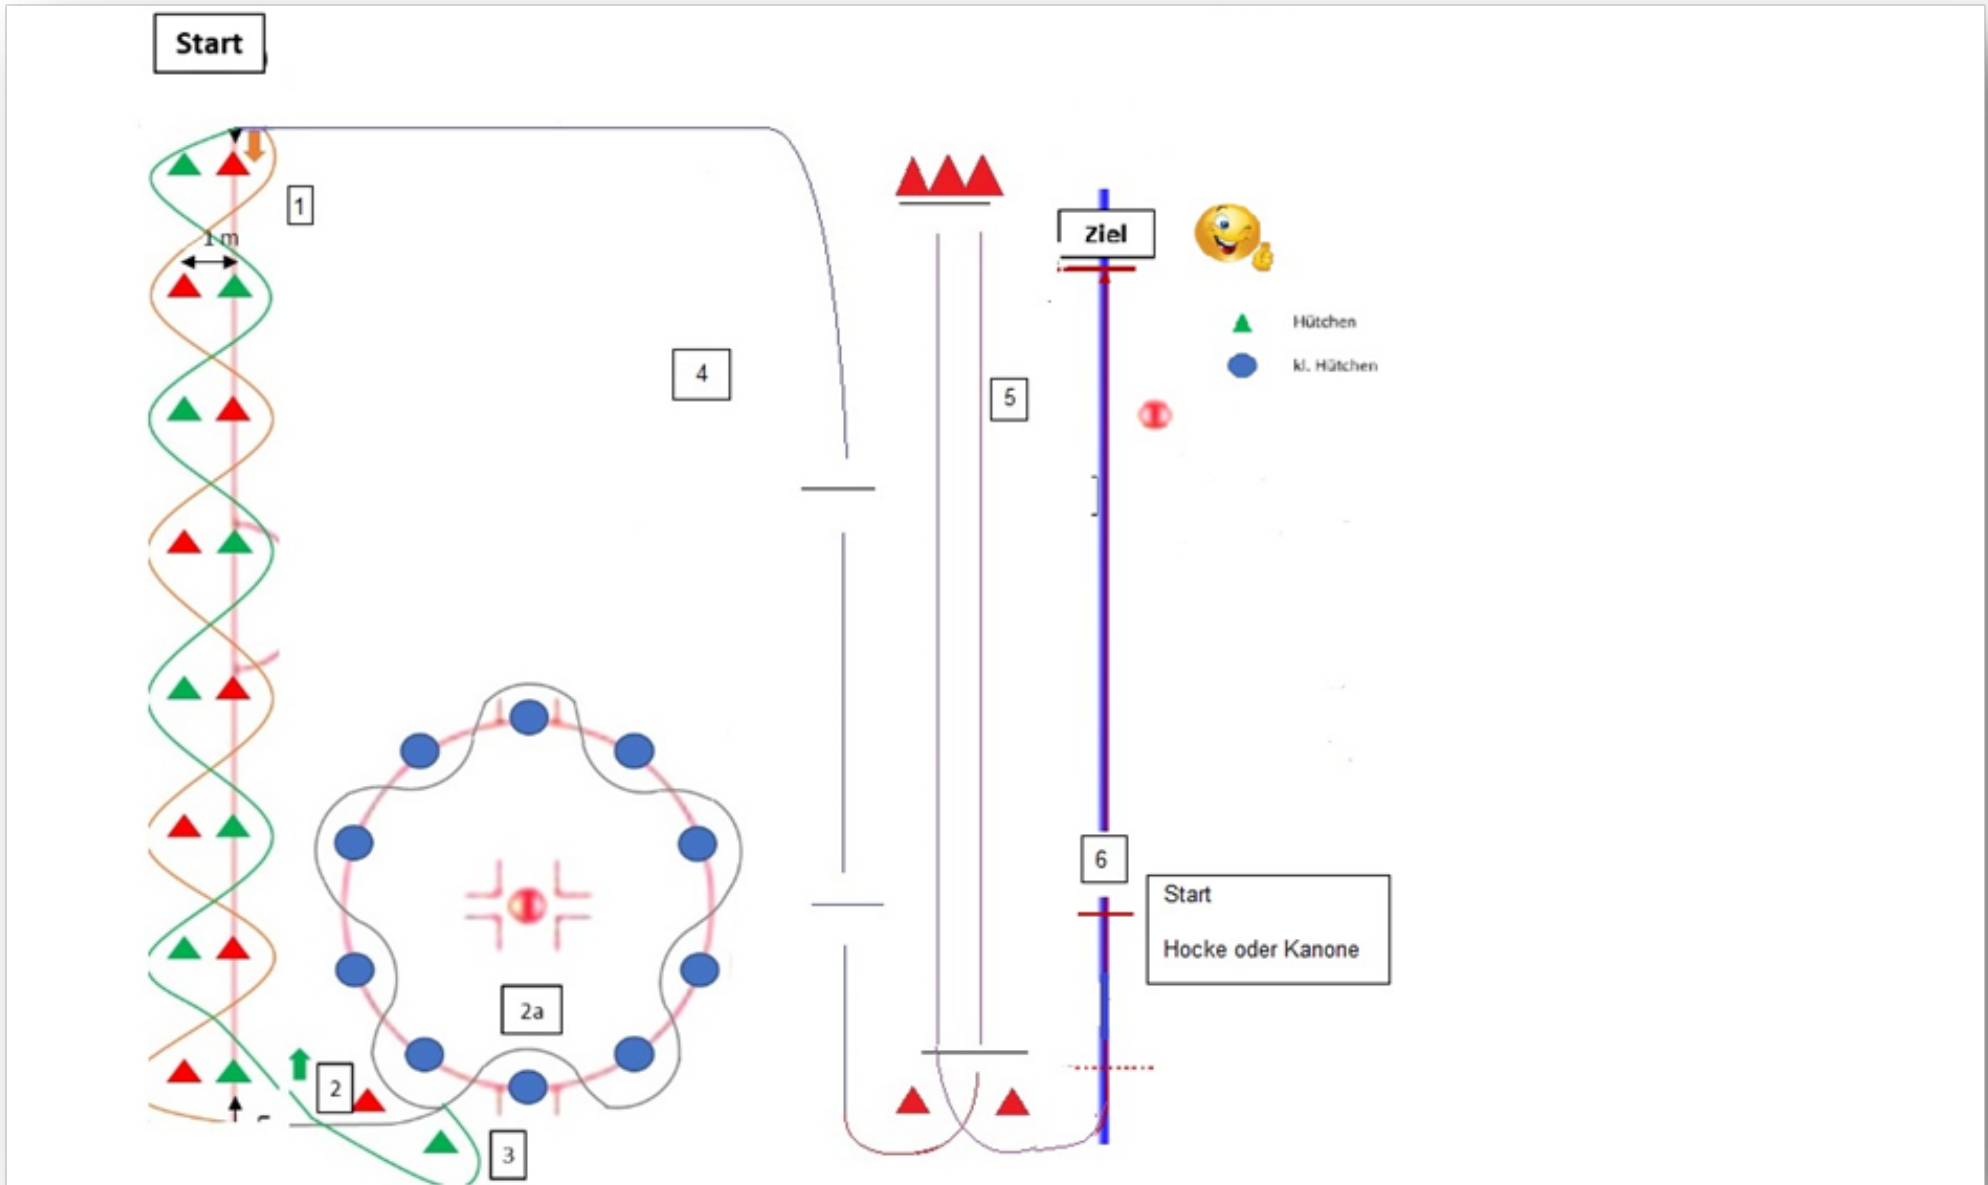 Start
1
1 m
4
5
Ziel
Hütchen
kl. Hütchen
6
Start
Hocke oder Kanone
2a
2
3